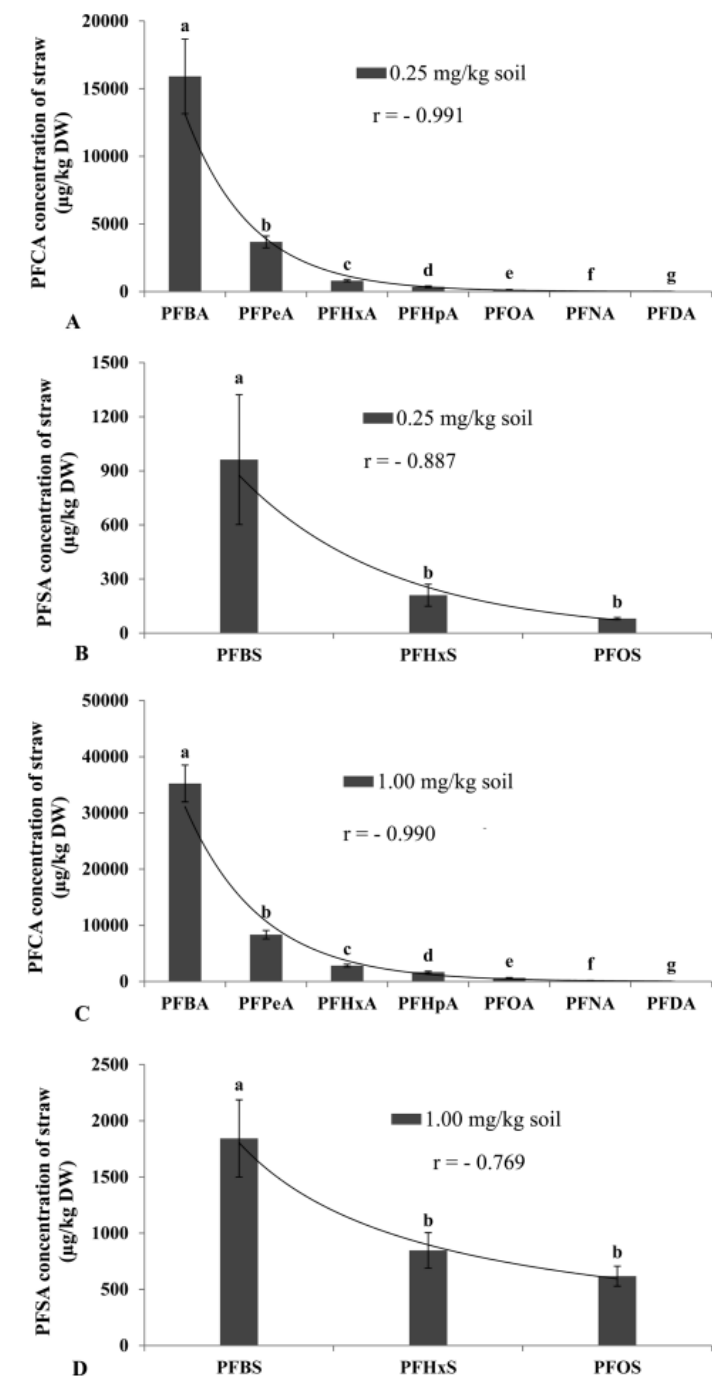 20000
15000
10000
5000
0
PFCA concentration of straw
(µg/kg DW)
a
b
c
d
e
f
g
0.25 mg/kg soil
r = - 0.991
PFBA PFPeA PFHxA PFHpA PFOA PFNA PFDA
A
1500
1200
900
600
300
0
PFSA concentration of straw
(µg/kg DW)
a
b
b
0.25 mg/kg soil
r = - 0.887
PFBS PFHxS PFOS
B
50000
40000
30000
20000
10000
0
PFCA concentration of straw
(µg/kg DW)
a
b
c
d
e
f
g
1.00 mg/kg soil
r = - 0.990
PFBA PFPeA PFHxA PFHpA PFOA PFNA PFDA
C
2500
2000
1500
1000
500
0
PFSA concentration of straw
(µg/kg DW)
a
b
b
1.00 mg/kg soil
r = - 0.769
PFBS PFHxS PFOS
D